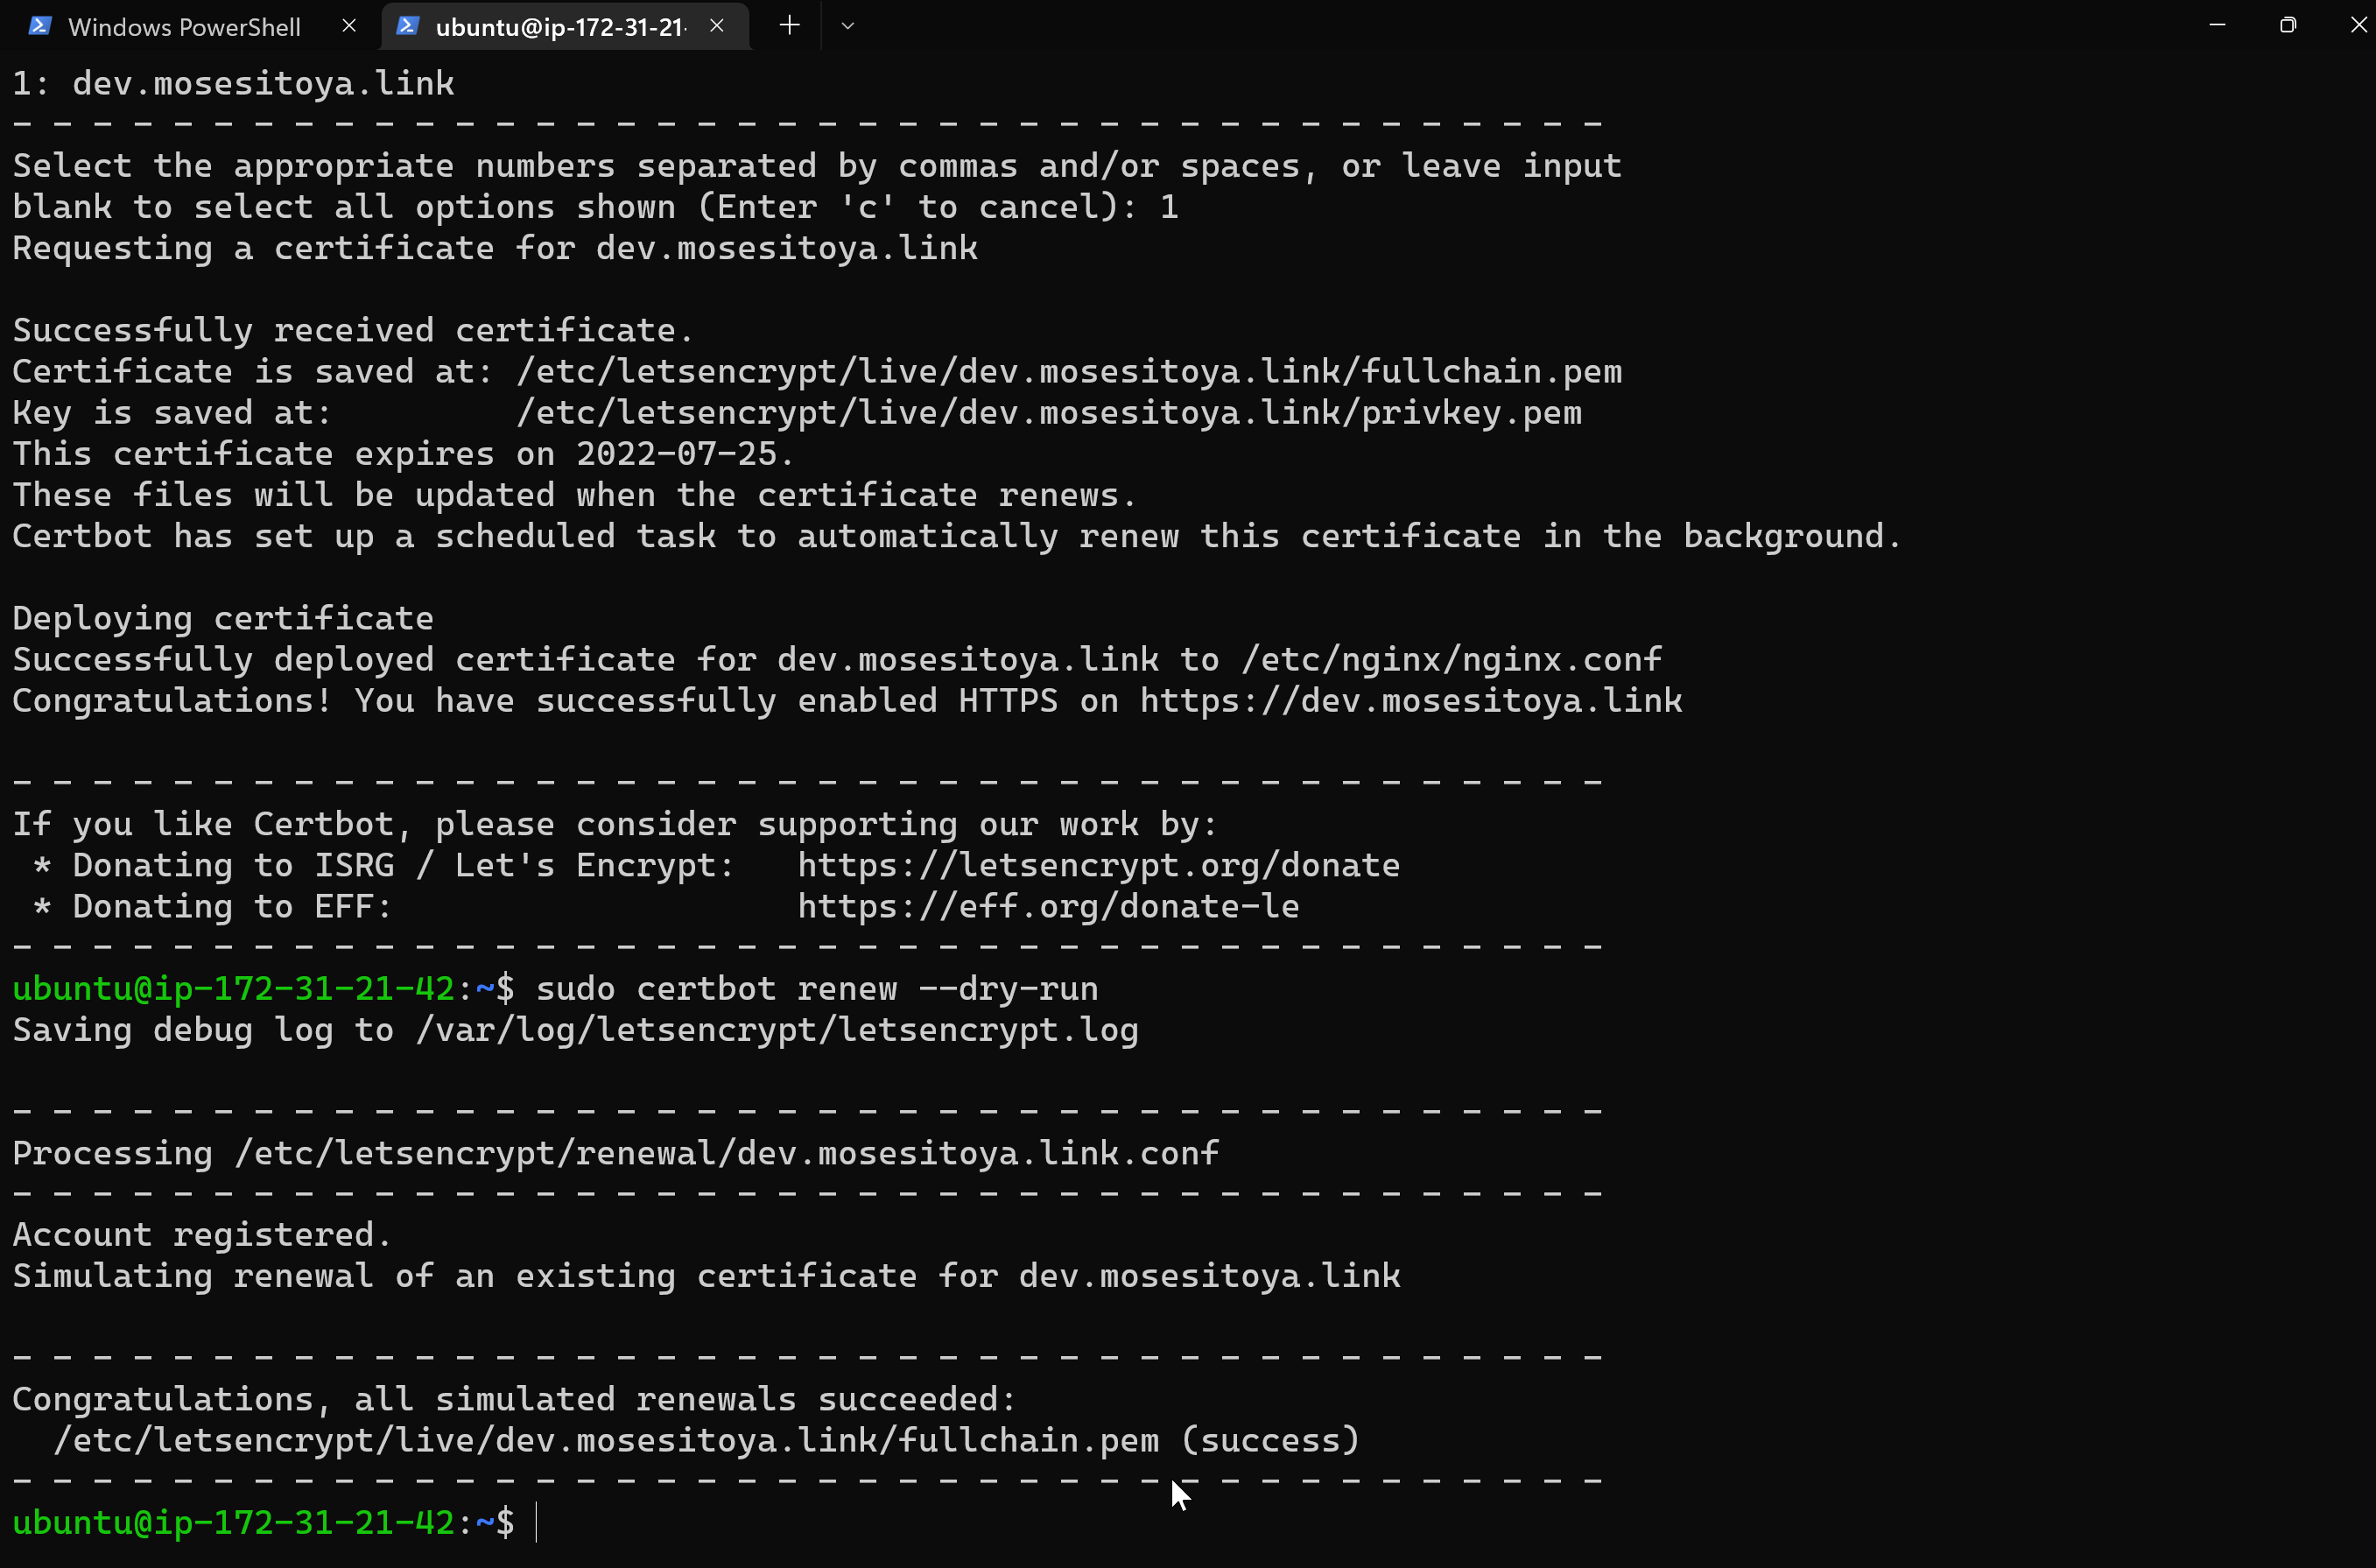 Windows PowerShell
ubuntu@ip-172-31-21-
1: dev.mosesitoya.link
- - - - - - - - - - - - - - - - - - - - - - - - - - - - - - - - - - - - - - - -
Select the appropriate numbers separated by commas and/or spaces, or leave input
blank to select all options shown (Enter 'c' to cancel): 1
Requesting a certificate for dev.mosesitoya.link
Successfully received certificate.
Certificate is saved at: /etc/letsencrypt/live/dev.mosesitoya.link/fullchain.pem
Key is saved at:         /etc/letsencrypt/live/dev.mosesitoya.link/privkey.pem
This certificate expires on 2022-07-25.
These files will be updated when the certificate renews.
Certbot has set up a scheduled task to automatically renew this certificate in the background.
Deploying certificate
Successfully deployed certificate for dev.mosesitoya.link to /etc/nginx/nginx.conf
Congratulations! You have successfully enabled HTTPS on https://dev.mosesitoya.link
- - - - - - - - - - - - - - - - - - - - - - - - - - - - - - - - - - - - - - - -
If you like Certbot, please consider supporting our work by:
 * Donating to ISRG / Let's Encrypt:   https://letsencrypt.org/donate
 * Donating to EFF:                    https://eff.org/donate-le
- - - - - - - - - - - - - - - - - - - - - - - - - - - - - - - - - - - - - - - -
ubuntu@ip-172-31-21-42:~$ sudo certbot renew --dry-run
Saving debug log to /var/log/letsencrypt/letsencrypt.log
- - - - - - - - - - - - - - - - - - - - - - - - - - - - - - - - - - - - - - - -
Processing /etc/letsencrypt/renewal/dev.mosesitoya.link.conf
- - - - - - - - - - - - - - - - - - - - - - - - - - - - - - - - - - - - - - - -
Account registered.
Simulating renewal of an existing certificate for dev.mosesitoya.link
- - - - - - - - - - - - - - - - - - - - - - - - - - - - - - - - - - - - - - - -
Congratulations, all simulated renewals succeeded:
  /etc/letsencrypt/live/dev.mosesitoya.link/fullchain.pem (success)
- - - - - - - - - - - - - - - - - - - - - - - - - - - - - - - - - - - - - - - -
ubuntu@ip-172-31-21-42:~$